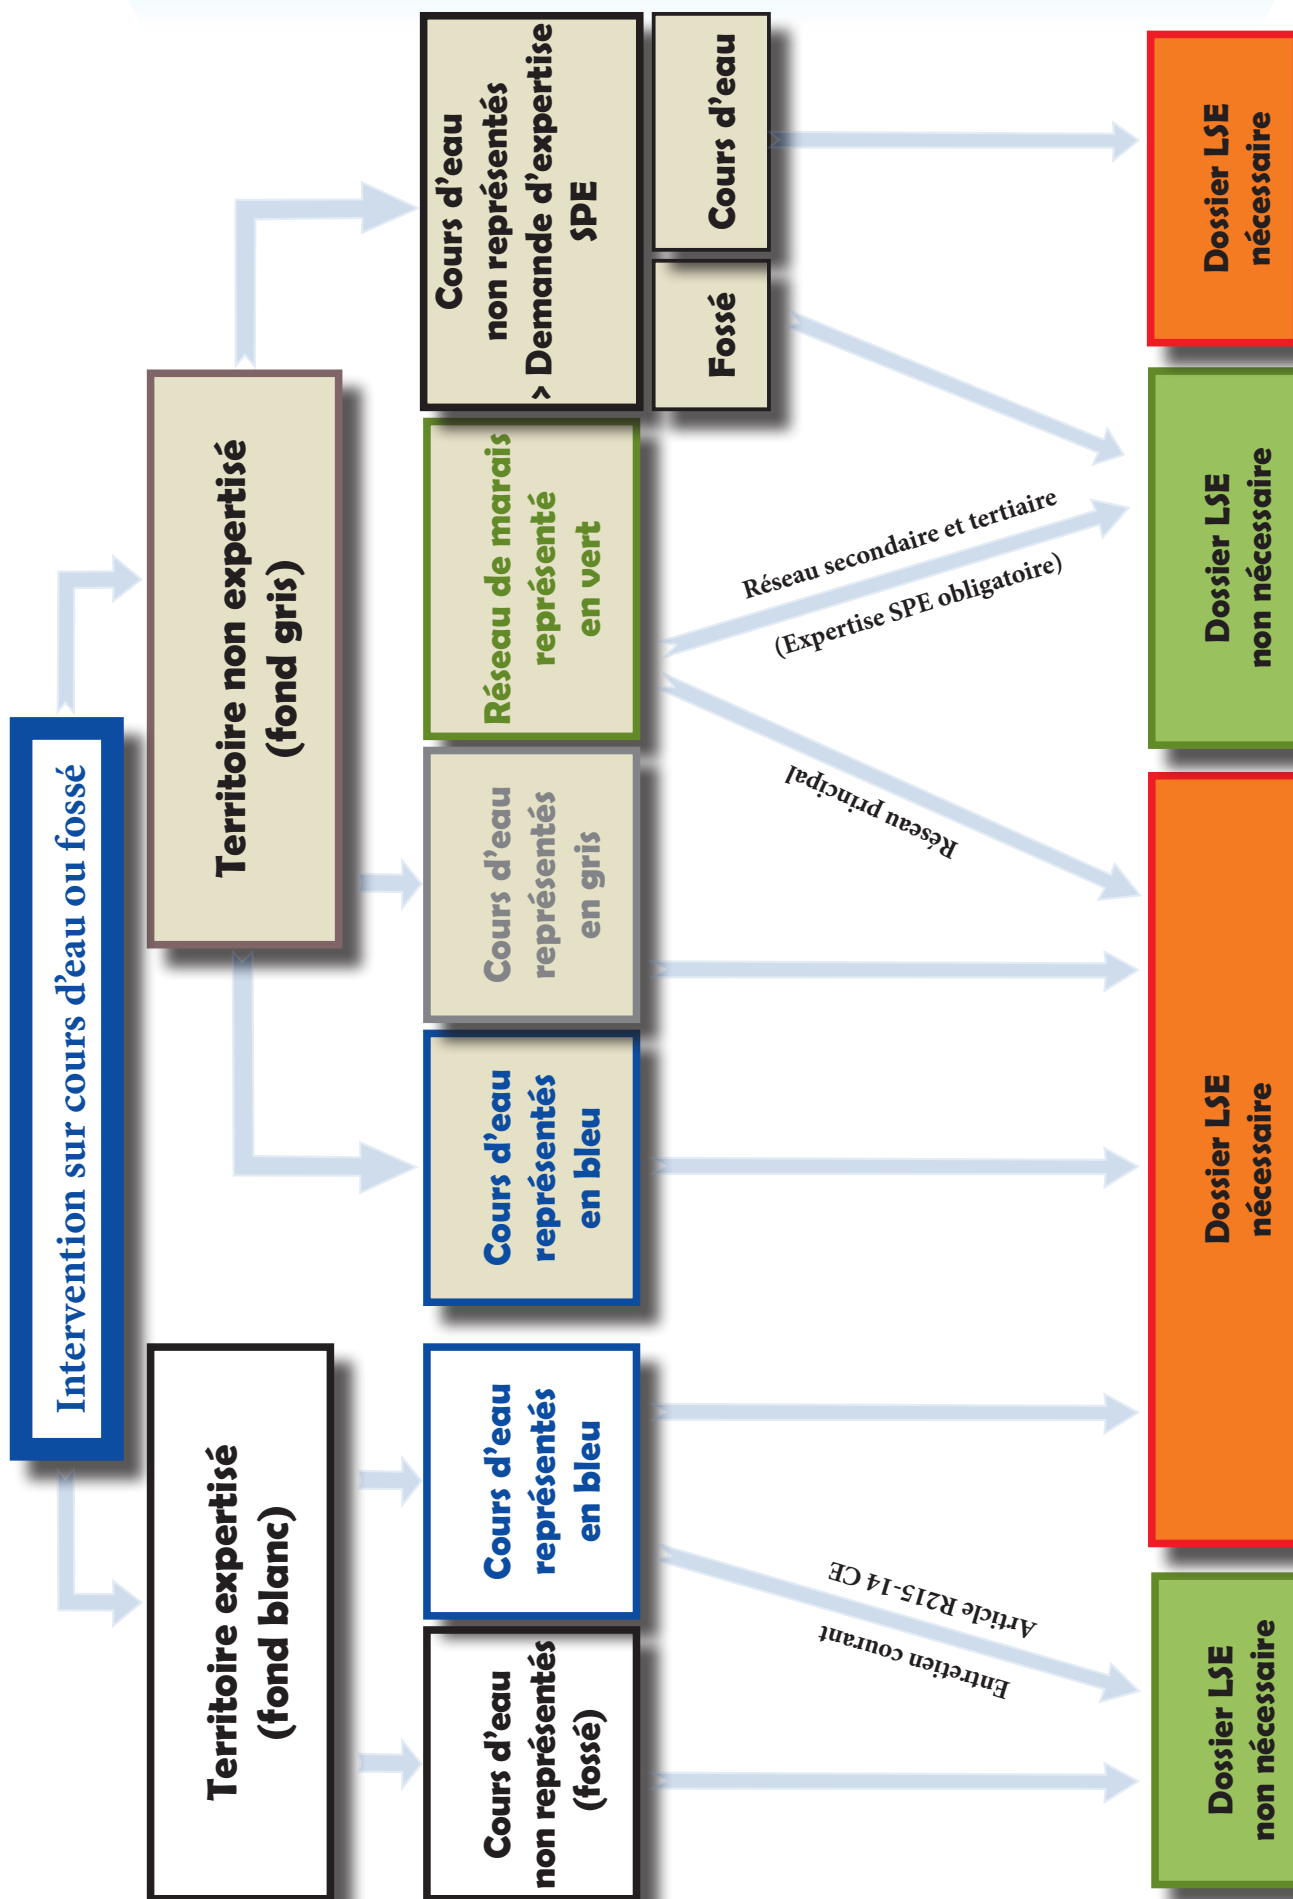 Intervention sur cours d'eau ou fossé
Territoire expertisé
(fond blanc)
Territoire non expertisé
(fond gris)
Cours d'eau
non représentés
(fossé)
Cours d'eau
représentés
en bleu
Cours d'eau
représentés
en bleu
Cours d'eau
représentés
en gris
Réseau de marais
représenté
en vert
Cours d'eau
non représentés
> Demande d'expertise
SPE
Fossé
Cours d'eau
Entretien courant
Article R215-14 CE
Réseau principal
Réseau secondaire et tertiaire
(Expertise SPE obligatoire)
Dossier LSE
non nécessaire
Dossier LSE
nécessaire
Dossier LSE
non nécessaire
Dossier LSE
nécessaire